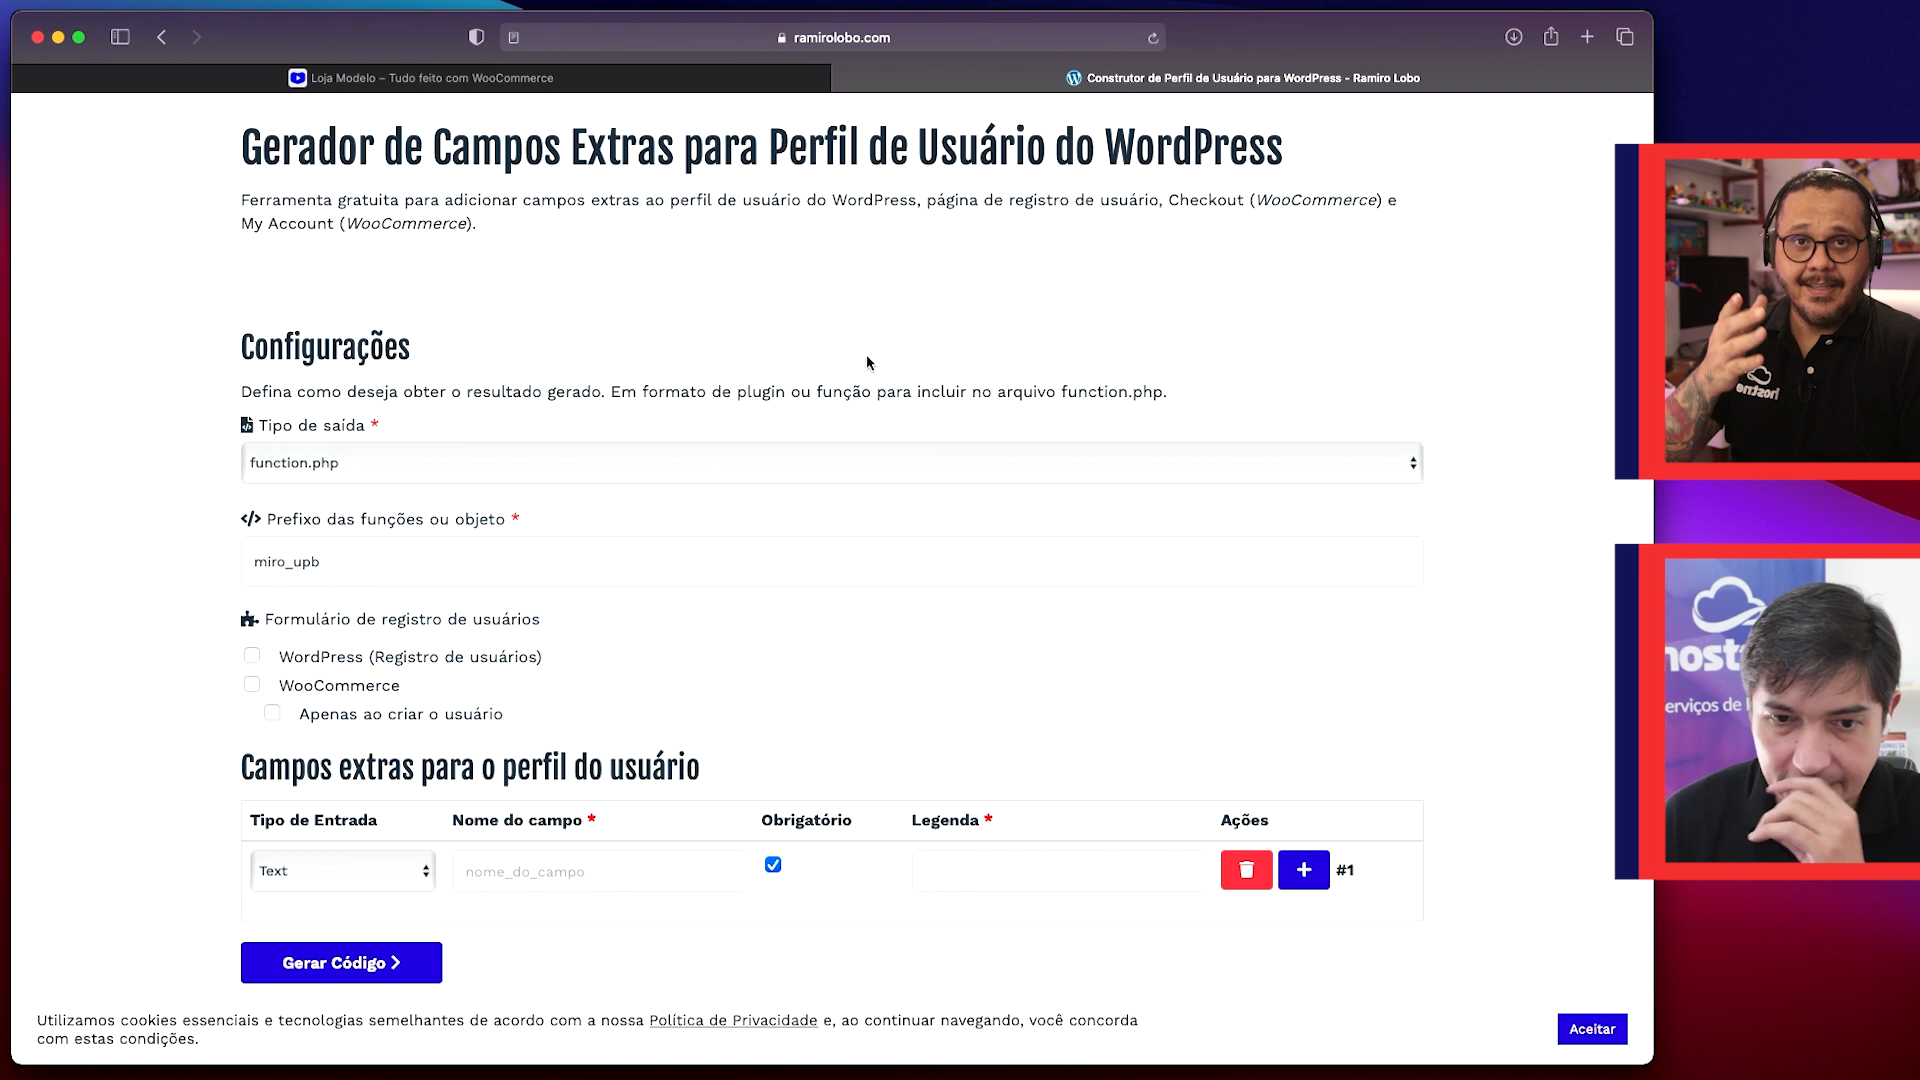 ramirolobo.com
Loja Modelo – Tudo feito com WooCommerce
Construtor de Perfil de Usuário para WordPress - Ramiro Lobo
Gerador de Campos Extras para Perfil de Usuário do WordPress
Ferramenta gratuita para adicionar campos extras ao perfil de usuário do WordPress, página de registro de usuário, Checkout (WooCommerce) e
My Account (WooCommerce).
Configurações
Defina como deseja obter o resultado gerado. Em formato de plugin ou função para incluir no arquivo function.php.
Tipo de saída *
function.php
Prefixo das funções ou objeto *
miro_upb
Formulário de registro de usuários
WordPress (Registro de usuários)
WooCommerce
Apenas ao criar o usuário
Campos extras para o perfil do usuário
Tipo de Entrada Nome do campo * Obrigatório Legenda * Ações
Text nome_do_campo #1
Gerar Código
Utilizamos cookies essenciais e tecnologias semelhantes de acordo com a nossa Política de Privacidade e, ao continuar navegando, você concorda
com estas condições.
Aceitar
hostnet
host
erviços de